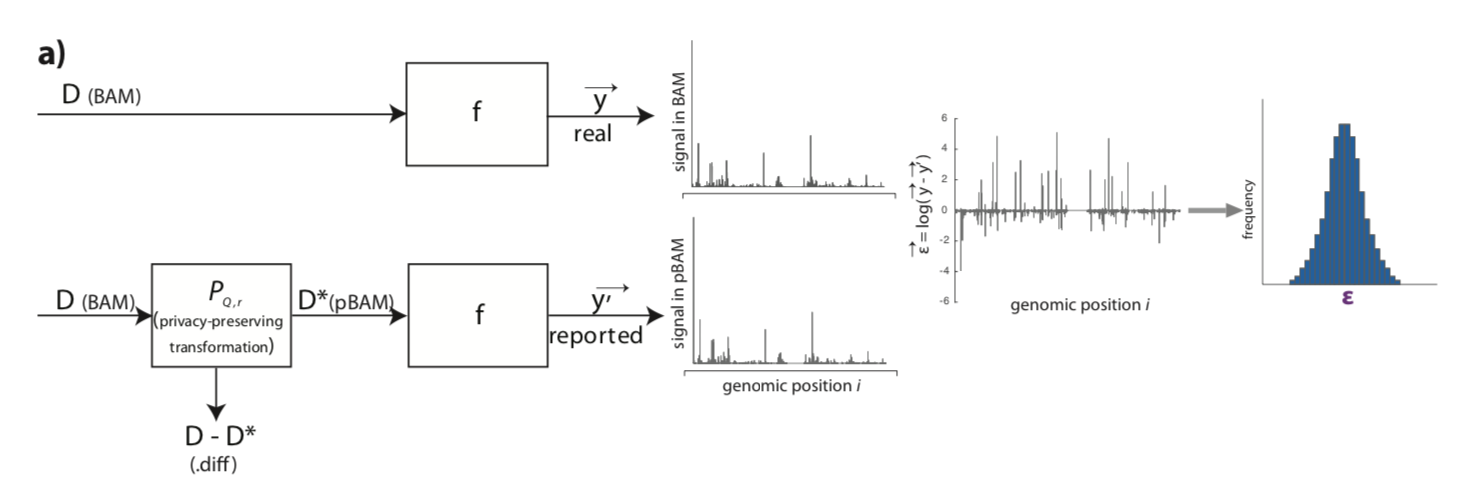 a)
D (BAM)
f
y
real
signal in BAM
D (BAM)
P Q,r
(privacy-preserving
transformation)
D*(pBAM)
f
y'
reported
D - D*
(.diff)
signal in pBAM
genomic position i
ε = log( y - y')
6
4
2
0
-2
-4
-6
genomic position i
frequency
ε